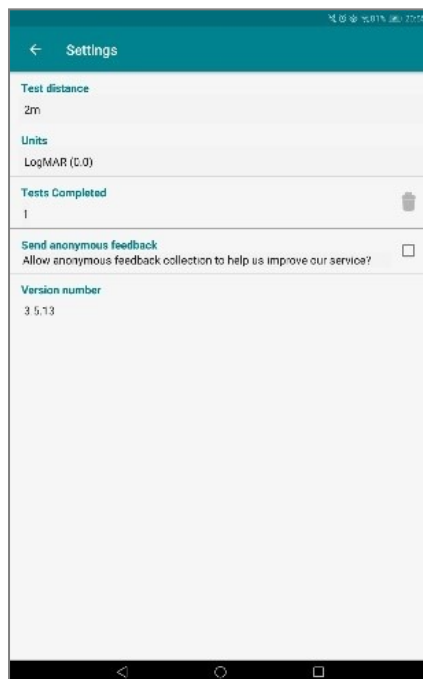 Settings
Test distance
2m
Units
LogMAR (0.0)
Tests Completed
1
Send anonymous feedback
Allow anonymous feedback collection to help us improve our service?
Version number
3.5.13